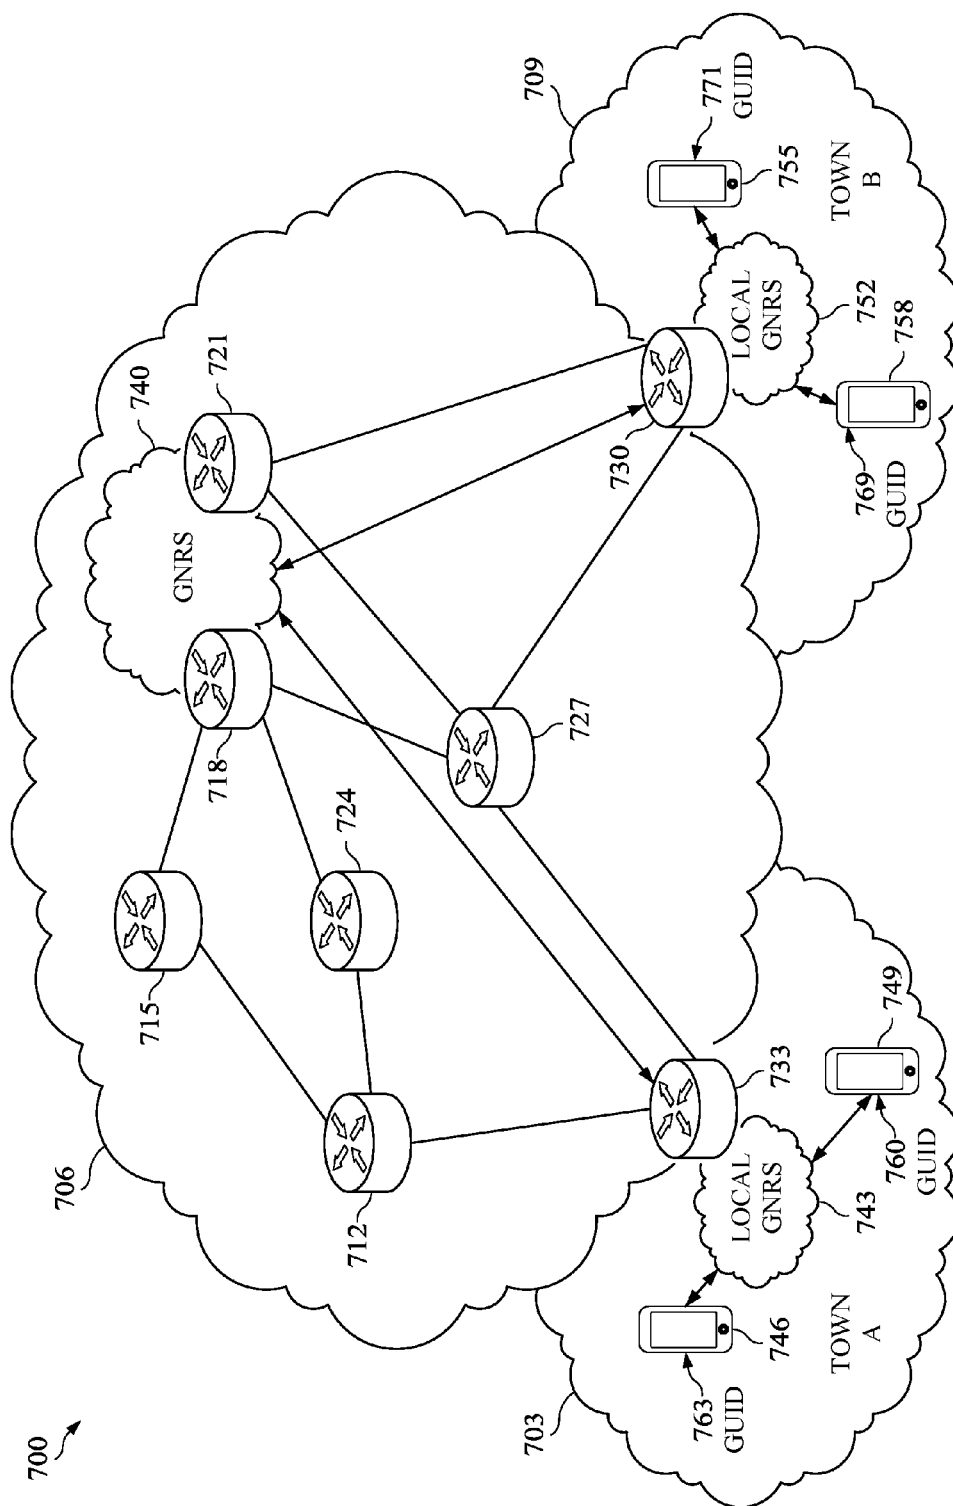 700
706
740
GNRS
721
718
715
724
712
727
730
733
709
703
771
GUID
755
TOWN
B
LOCAL
GNRS
752
758
769
GUID
LOCAL
GNRS
743
749
760
GUID
746
763
GUID
TOWN
A